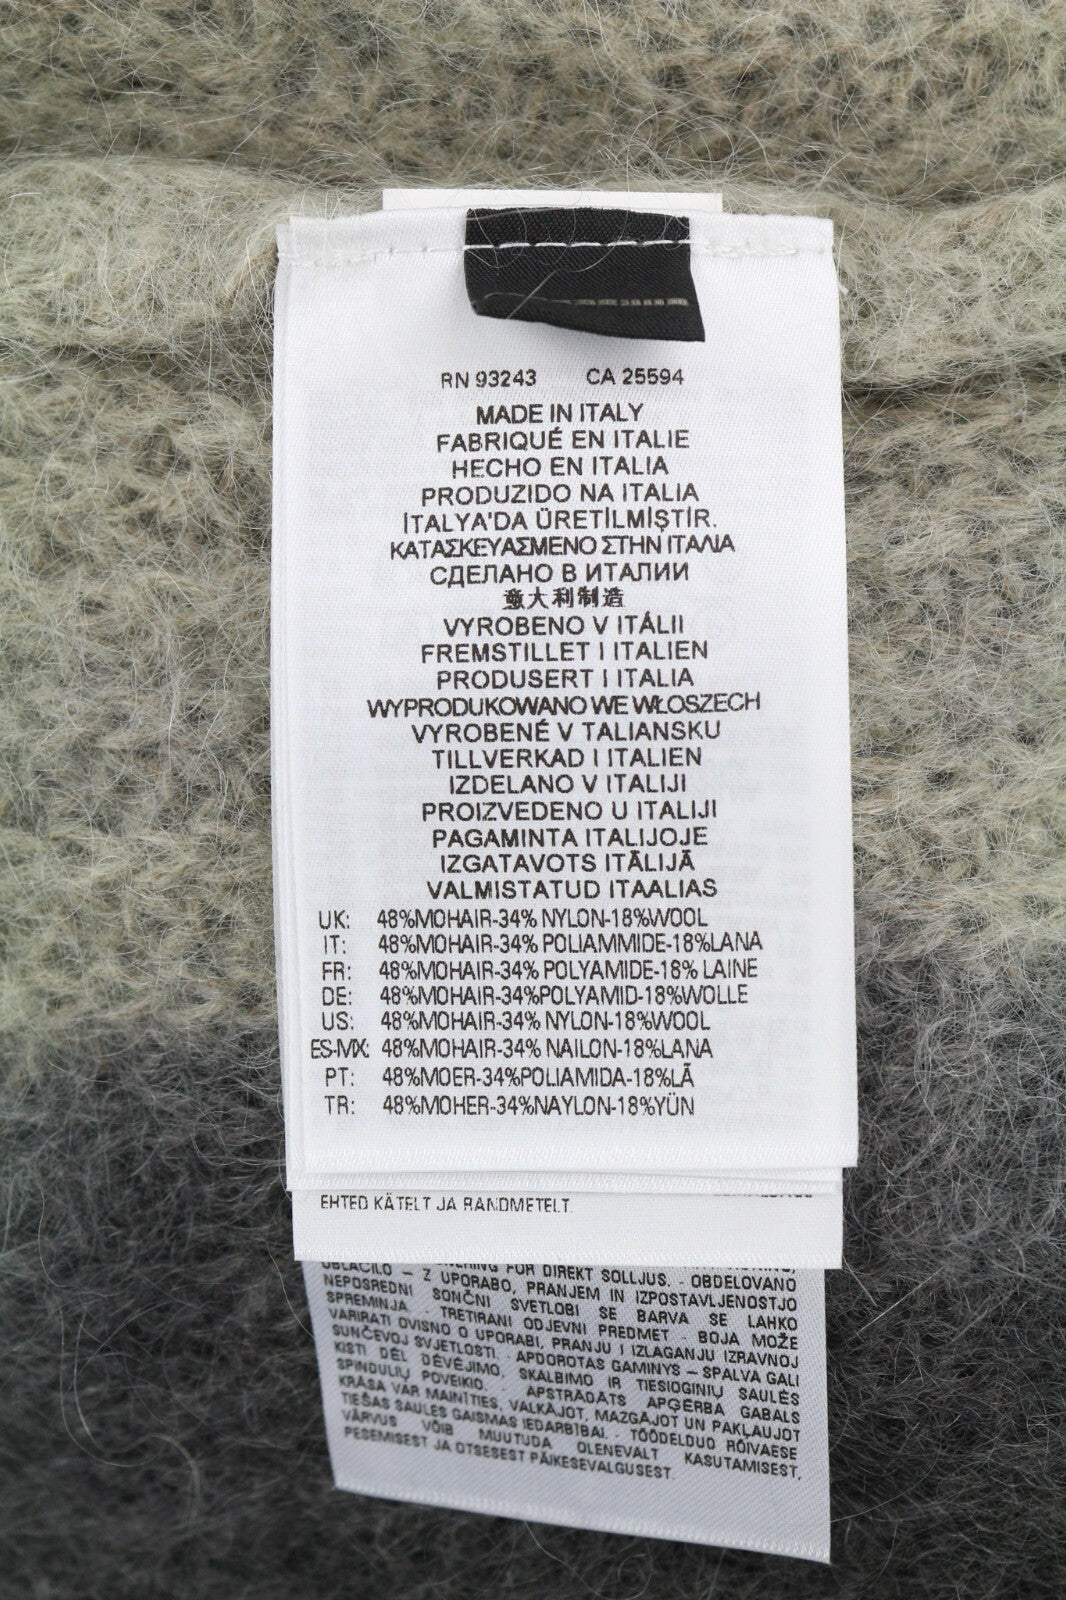 RN 93243 CA 25594
MADE IN ITALY
FABRIQUÉ EN ITALIE
HECHO EN ITALIA
PRODUZIDO NA ITALIA
İTALYA'DA ÜRETİLMİŞTİR.
ΚΑΤΑΣΚΕΥΑΣΜΕΝΟ ΣΤΗΝ ΙΤΑΛΙΑ
СДЕЛАНО В ИТАЛИИ
意大利制造
VYROBENO V ITÁLII
FREMSTILLET I ITALIEN
PRODUSERT I ITALIA
WYPRODUKOWANO WE WŁOSZECH
VYROBENÉ V TALIANSKU
TILLVERKAD I ITALIEN
IZDELANO V ITALIJI
PROIZVEDENO U ITALIJI
PAGAMINTA ITALIJOJE
IZGATAVOTS ITĀLIJĀ
VALMISTATUD ITAALIAS
UK: 48%MOHAIR-34% NYLON-18%WOOL
IT: 48%MOHAIR-34% POLIAMMIDE-18%LANA
FR: 48%MOHAIR-34% POLYAMIDE-18% LAINE
DE: 48%MOHAIR-34%POLYAMID-18%WOLLE
US: 48%MOHAIR-34% NYLON-18%WOOL
ES-MX: 48%MOHAIR-34% NAILON-18%LANA
PT: 48%MOER-34%POLIAMIDA-18%LÃ
TR: 48%MOHER-34%NAYLON-18%YÜN
EHTED KÄTELT JA RANDMETELT.
OBLAČILO – Z UPORABO, PRANJEM IN IZPOSTAVLJENOSTJO
FÖR DIREKT SOLLJUS. - OBDELOVANO
NEPOSREDNI SONČNI SVETLOBI SE BARVA SE LAHKO
SPREMINJA - TRETIRANI ODJEVNI PREDMET - BOJA MOŽE
VARIRATI OVISNO O UPORABI, PRANJU I IZLAGANJU IZRAVNOJ
SUNČEVOJ SVJETLOSTI. - APDOROTAS GAMINYS – SPALVA GALI
KISTI DĖL DĖVĖJIMO, SKALBIMO IR TIESIOGINIŲ SAULĖS
SPINDULIŲ POVEIKIO. - APSTRĀDĀTS APĢĒRBA GABALS
KRĀSA VAR MAINĪTIES, VALKĀJOT, MAZGĀJOT UN PAKĻAUJOT
TIEŠAS SAULES GAISMAS IEDARBĪBAI. - TÖÖDELDUD RÕIVAESE
VÄRVUS VÕIB MUUTUDA OLENEVALT KASUTAMISEST,
PESEMISEST JA OTSESEST PÄIKESEVALGUSEST.